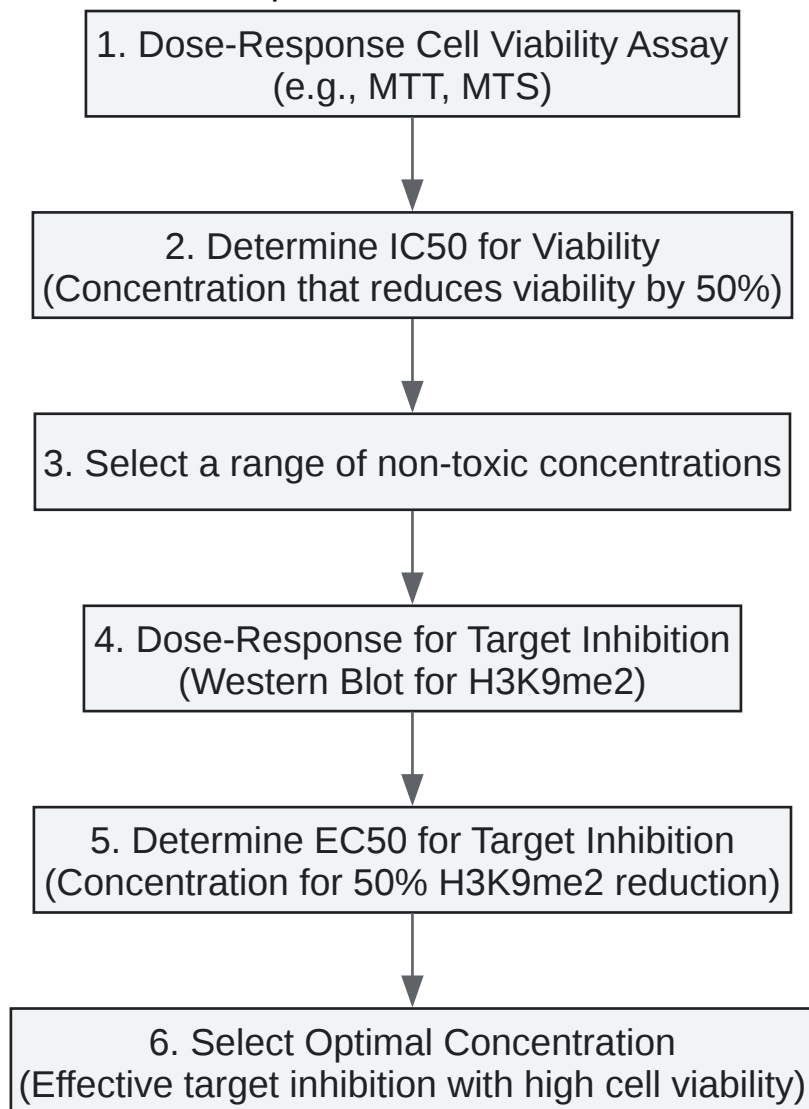 1. Dose-Response Cell Viability Assay
(e.g., MTT, MTS)
2. Determine IC50 for Viability
(Concentration that reduces viability by 50%)
3. Select a range of non-toxic concentrations
4. Dose-Response for Target Inhibition
(Western Blot for H3K9me2)
5. Determine EC50 for Target Inhibition
(Concentration for 50% H3K9me2 reduction)
6. Select Optimal Concentration
(Effective target inhibition with high cell viability)